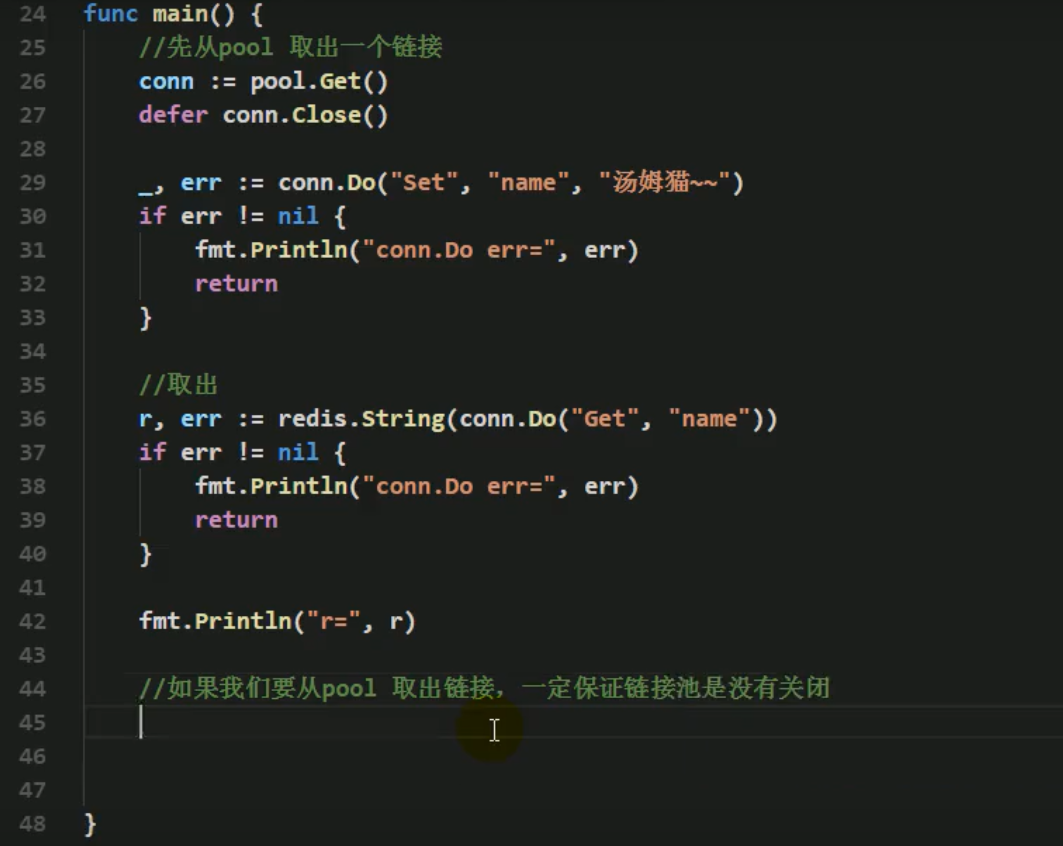 24 func main() {
25 //先从pool 取出一个链接
26 conn := pool.Get()
27 defer conn.Close()
28
29 _, err := conn.Do("Set", "name", "汤姆猫~~")
30 if err != nil {
31 fmt.Println("conn.Do err=", err)
32 return
33 }
34
35 //取出
36 r, err := redis.String(conn.Do("Get", "name"))
37 if err != nil {
38 fmt.Println("conn.Do err=", err)
39 return
40 }
41
42 fmt.Println("r=", r)
43
44 //如果我们要从pool 取出链接，一定保证链接池是没有关闭
45
46
47
48 }